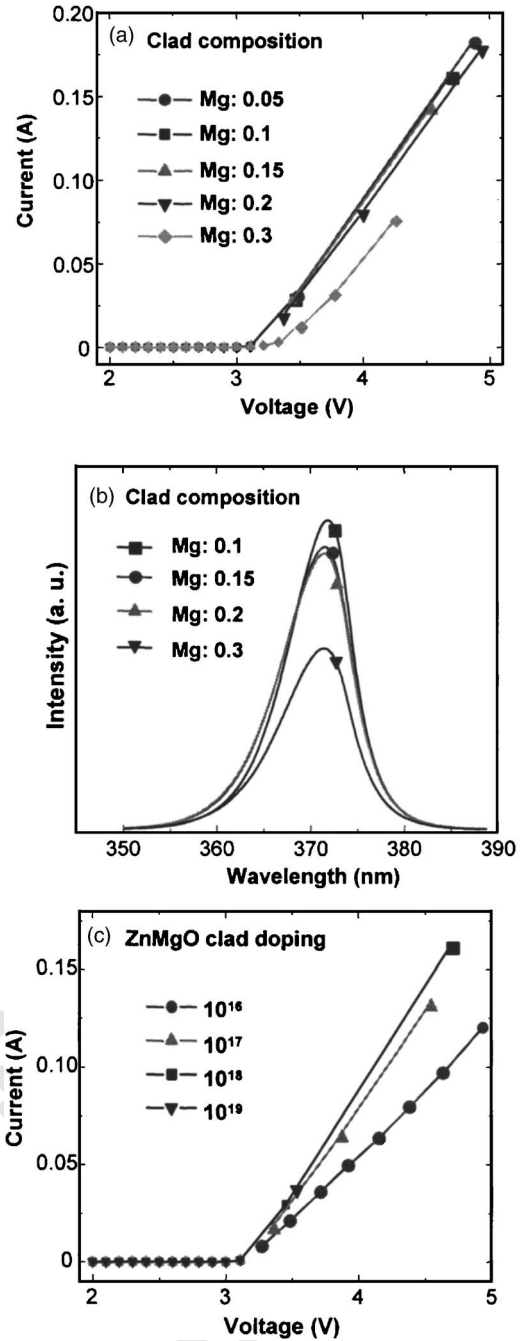 (a) Clad composition
Mg: 0.05
Mg: 0.1
Mg: 0.15
Mg: 0.2
Mg: 0.3
Current (A)
0.20
0.15
0.10
0.05
0
2 3 4 5
Voltage (V)
(b) Clad composition
Mg: 0.1
Mg: 0.15
Mg: 0.2
Mg: 0.3
Intensity (a. u.)
350 360 370 380 390
Wavelength (nm)
(c) ZnMgO clad doping
10¹⁶
10¹⁷
10¹⁸
10¹⁹
Current (A)
0.15
0.10
0.05
0
2 3 4 5
Voltage (V)